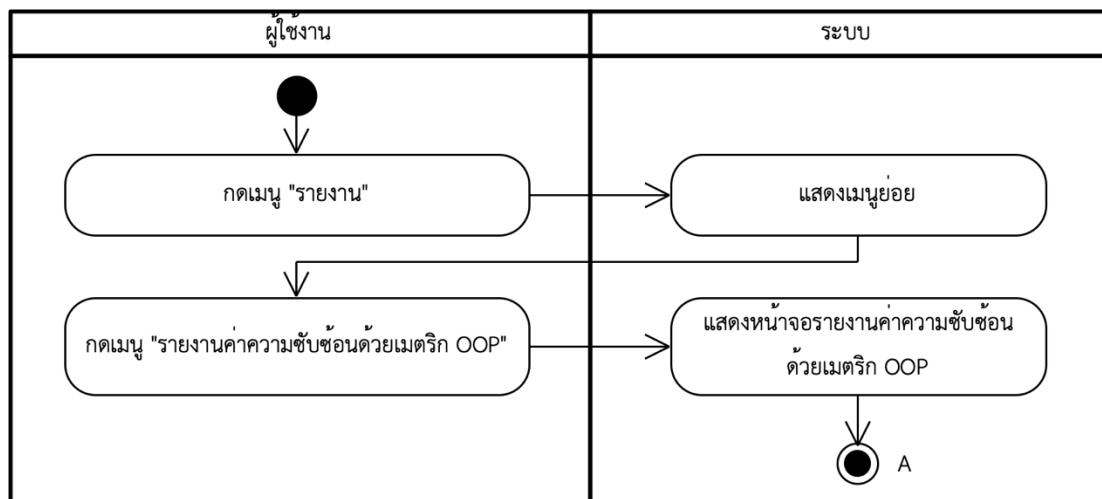 ผู้ใช้งาน
ระบบ
กดเมนู "รายงาน"
แสดงเมนูย่อย
กดเมนู "รายงานค่าความซับซ้อนด้วยเมตริก OOP"
แสดงหน้าจอรายงานค่าความซับซ้อน
ด้วยเมตริก OOP
A